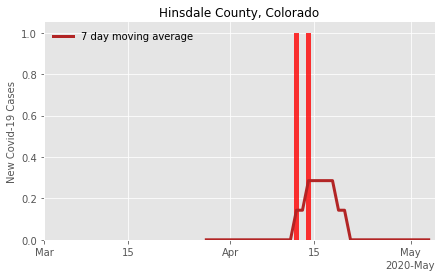 Hinsdale County, Colorado
7 day moving average
New Covid-19 Cases
1.0
0.8
0.6
0.4
0.2
0.0
Mar 15 Apr 15 May
2020-May